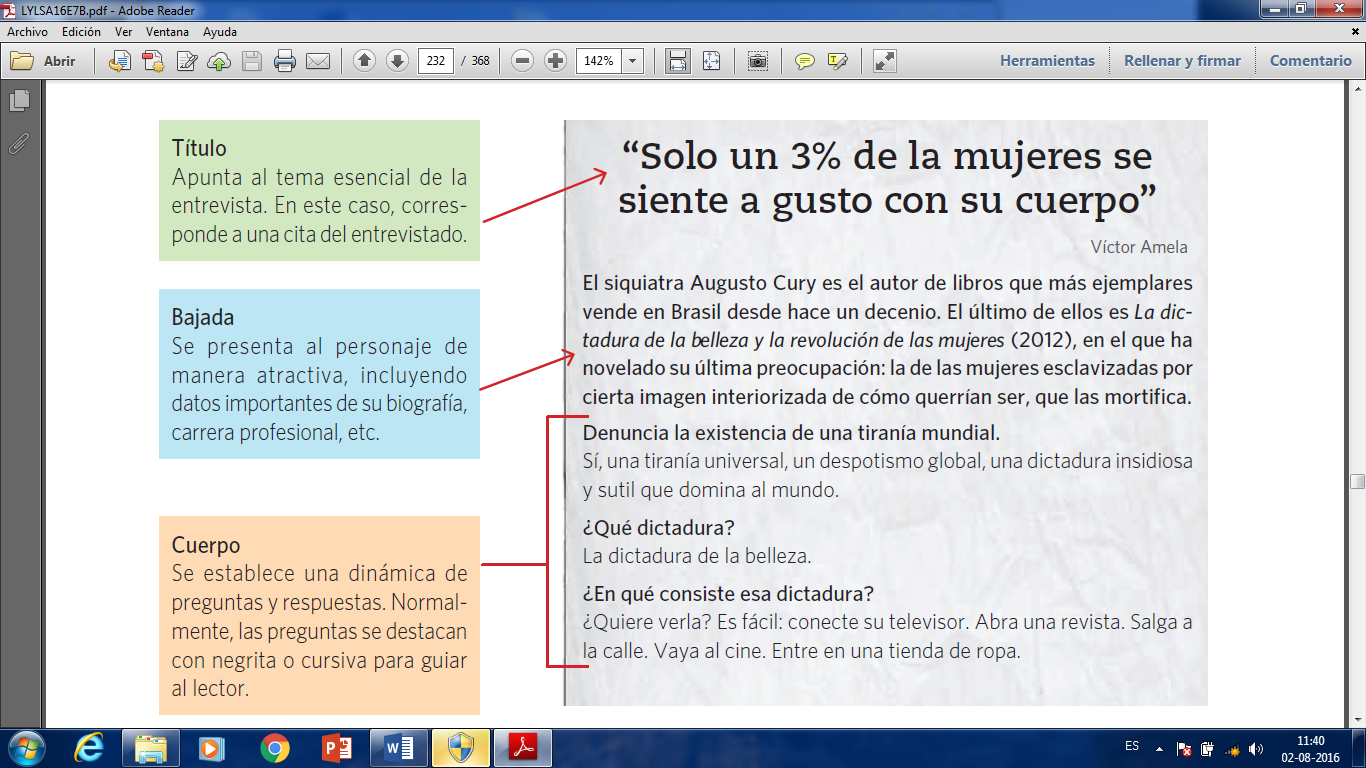 LYLSA16E7B.pdf - Adobe Reader
Archivo Edición Ver Ventana Ayuda
Abrir 232 / 368 142% Herramientas Rellenar y firmar Comentario
Título
Apunta al tema esencial de la
entrevista. En este caso, corres-
ponde a una cita del entrevistado.
Bajada
Se presenta al personaje de
manera atractiva, incluyendo
datos importantes de su biografía,
carrera profesional, etc.
Cuerpo
Se establece una dinámica de
preguntas y respuestas. Normal-
mente, las preguntas se destacan
con negrita o cursiva para guiar
al lector.
“Solo un 3% de la mujeres se
siente a gusto con su cuerpo”
Víctor Amela
El siquiatra Augusto Cury es el autor de libros que más ejemplares
vende en Brasil desde hace un decenio. El último de ellos es La dic-
tadura de la belleza y la revolución de las mujeres (2012), en el que ha
novelado su última preocupación: la de las mujeres esclavizadas por
cierta imagen interiorizada de cómo querrían ser, que las mortifica.
Denuncia la existencia de una tiranía mundial.
Sí, una tiranía universal, un despotismo global, una dictadura insidiosa
y sutil que domina al mundo.
¿Qué dictadura?
La dictadura de la belleza.
¿En qué consiste esa dictadura?
¿Quiere verla? Es fácil: conecte su televisor. Abra una revista. Salga a
la calle. Vaya al cine. Entre en una tienda de ropa.
ES
11:40
02-08-2016